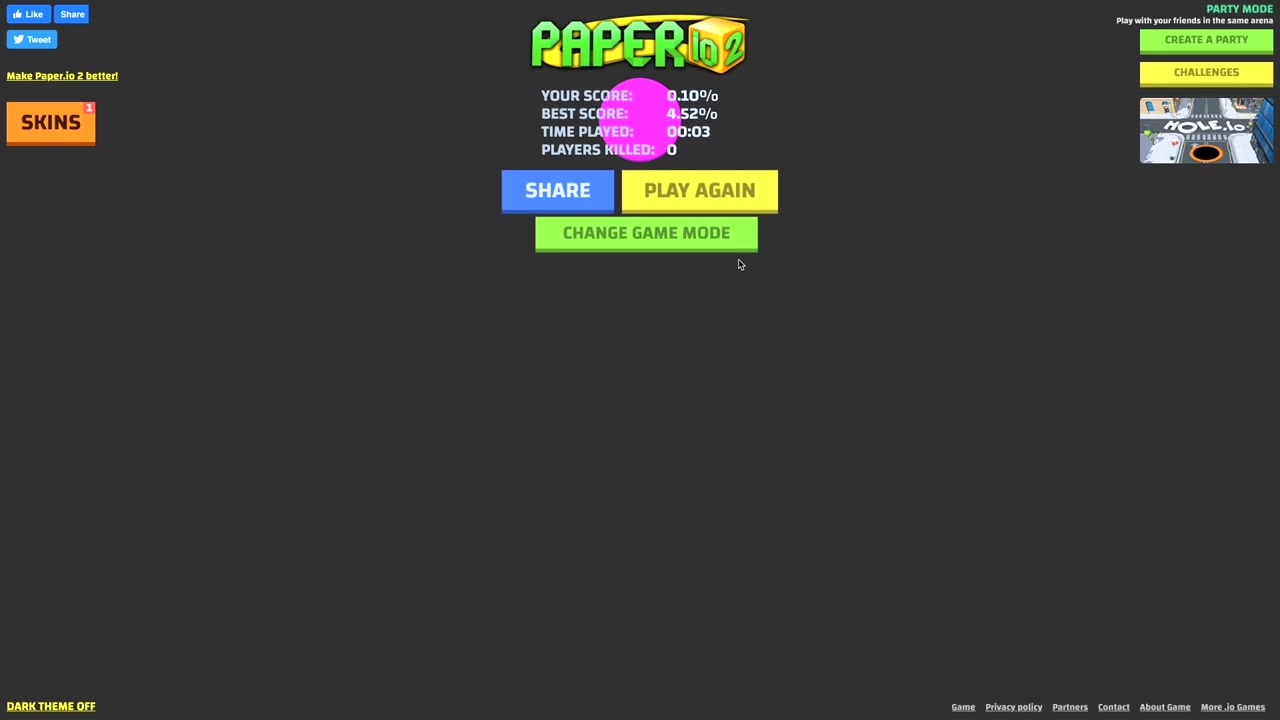 Like Share
Tweet
Make Paper.io 2 better!
SKINS 1
PAPER io 2
YOUR SCORE: 0.10%
BEST SCORE: 4.52%
TIME PLAYED: 00:03
PLAYERS KILLED: 0
SHARE PLAY AGAIN
CHANGE GAME MODE
PARTY MODE
Play with your friends in the same arena
CREATE A PARTY
CHALLENGES
HOLE.io
DARK THEME OFF
Game Privacy policy Partners Contact About Game More .io Games